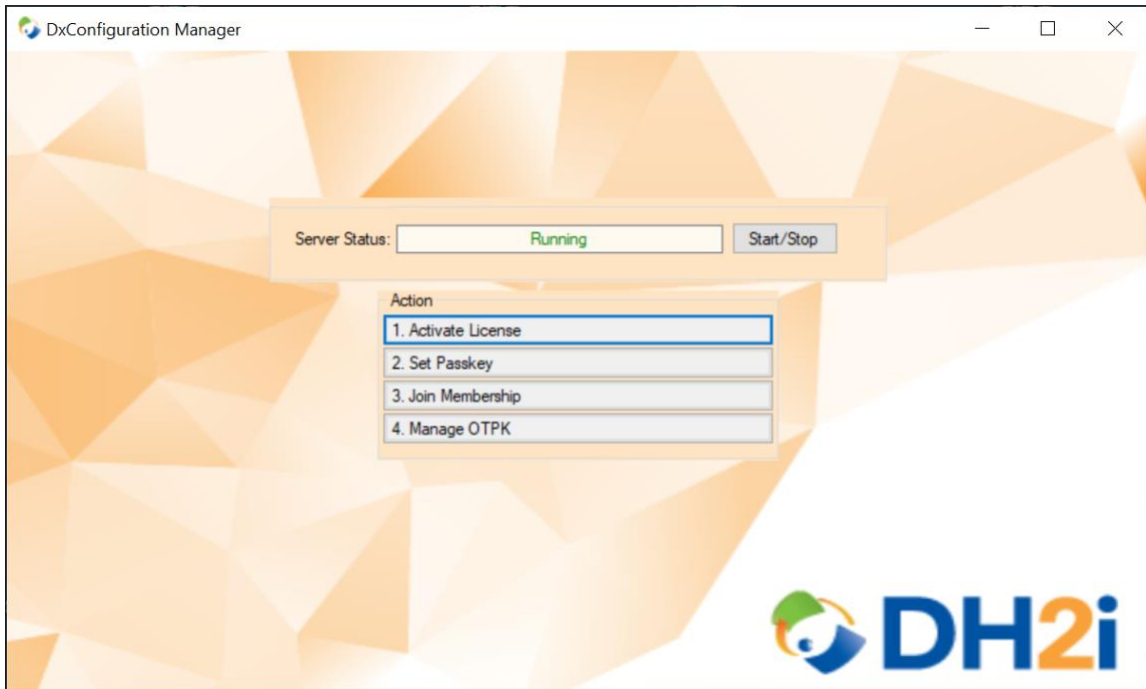 DxConfiguration Manager
Server Status: Running Start/Stop
Action
1. Activate License
2. Set Passkey
3. Join Membership
4. Manage OTPK
DH2i